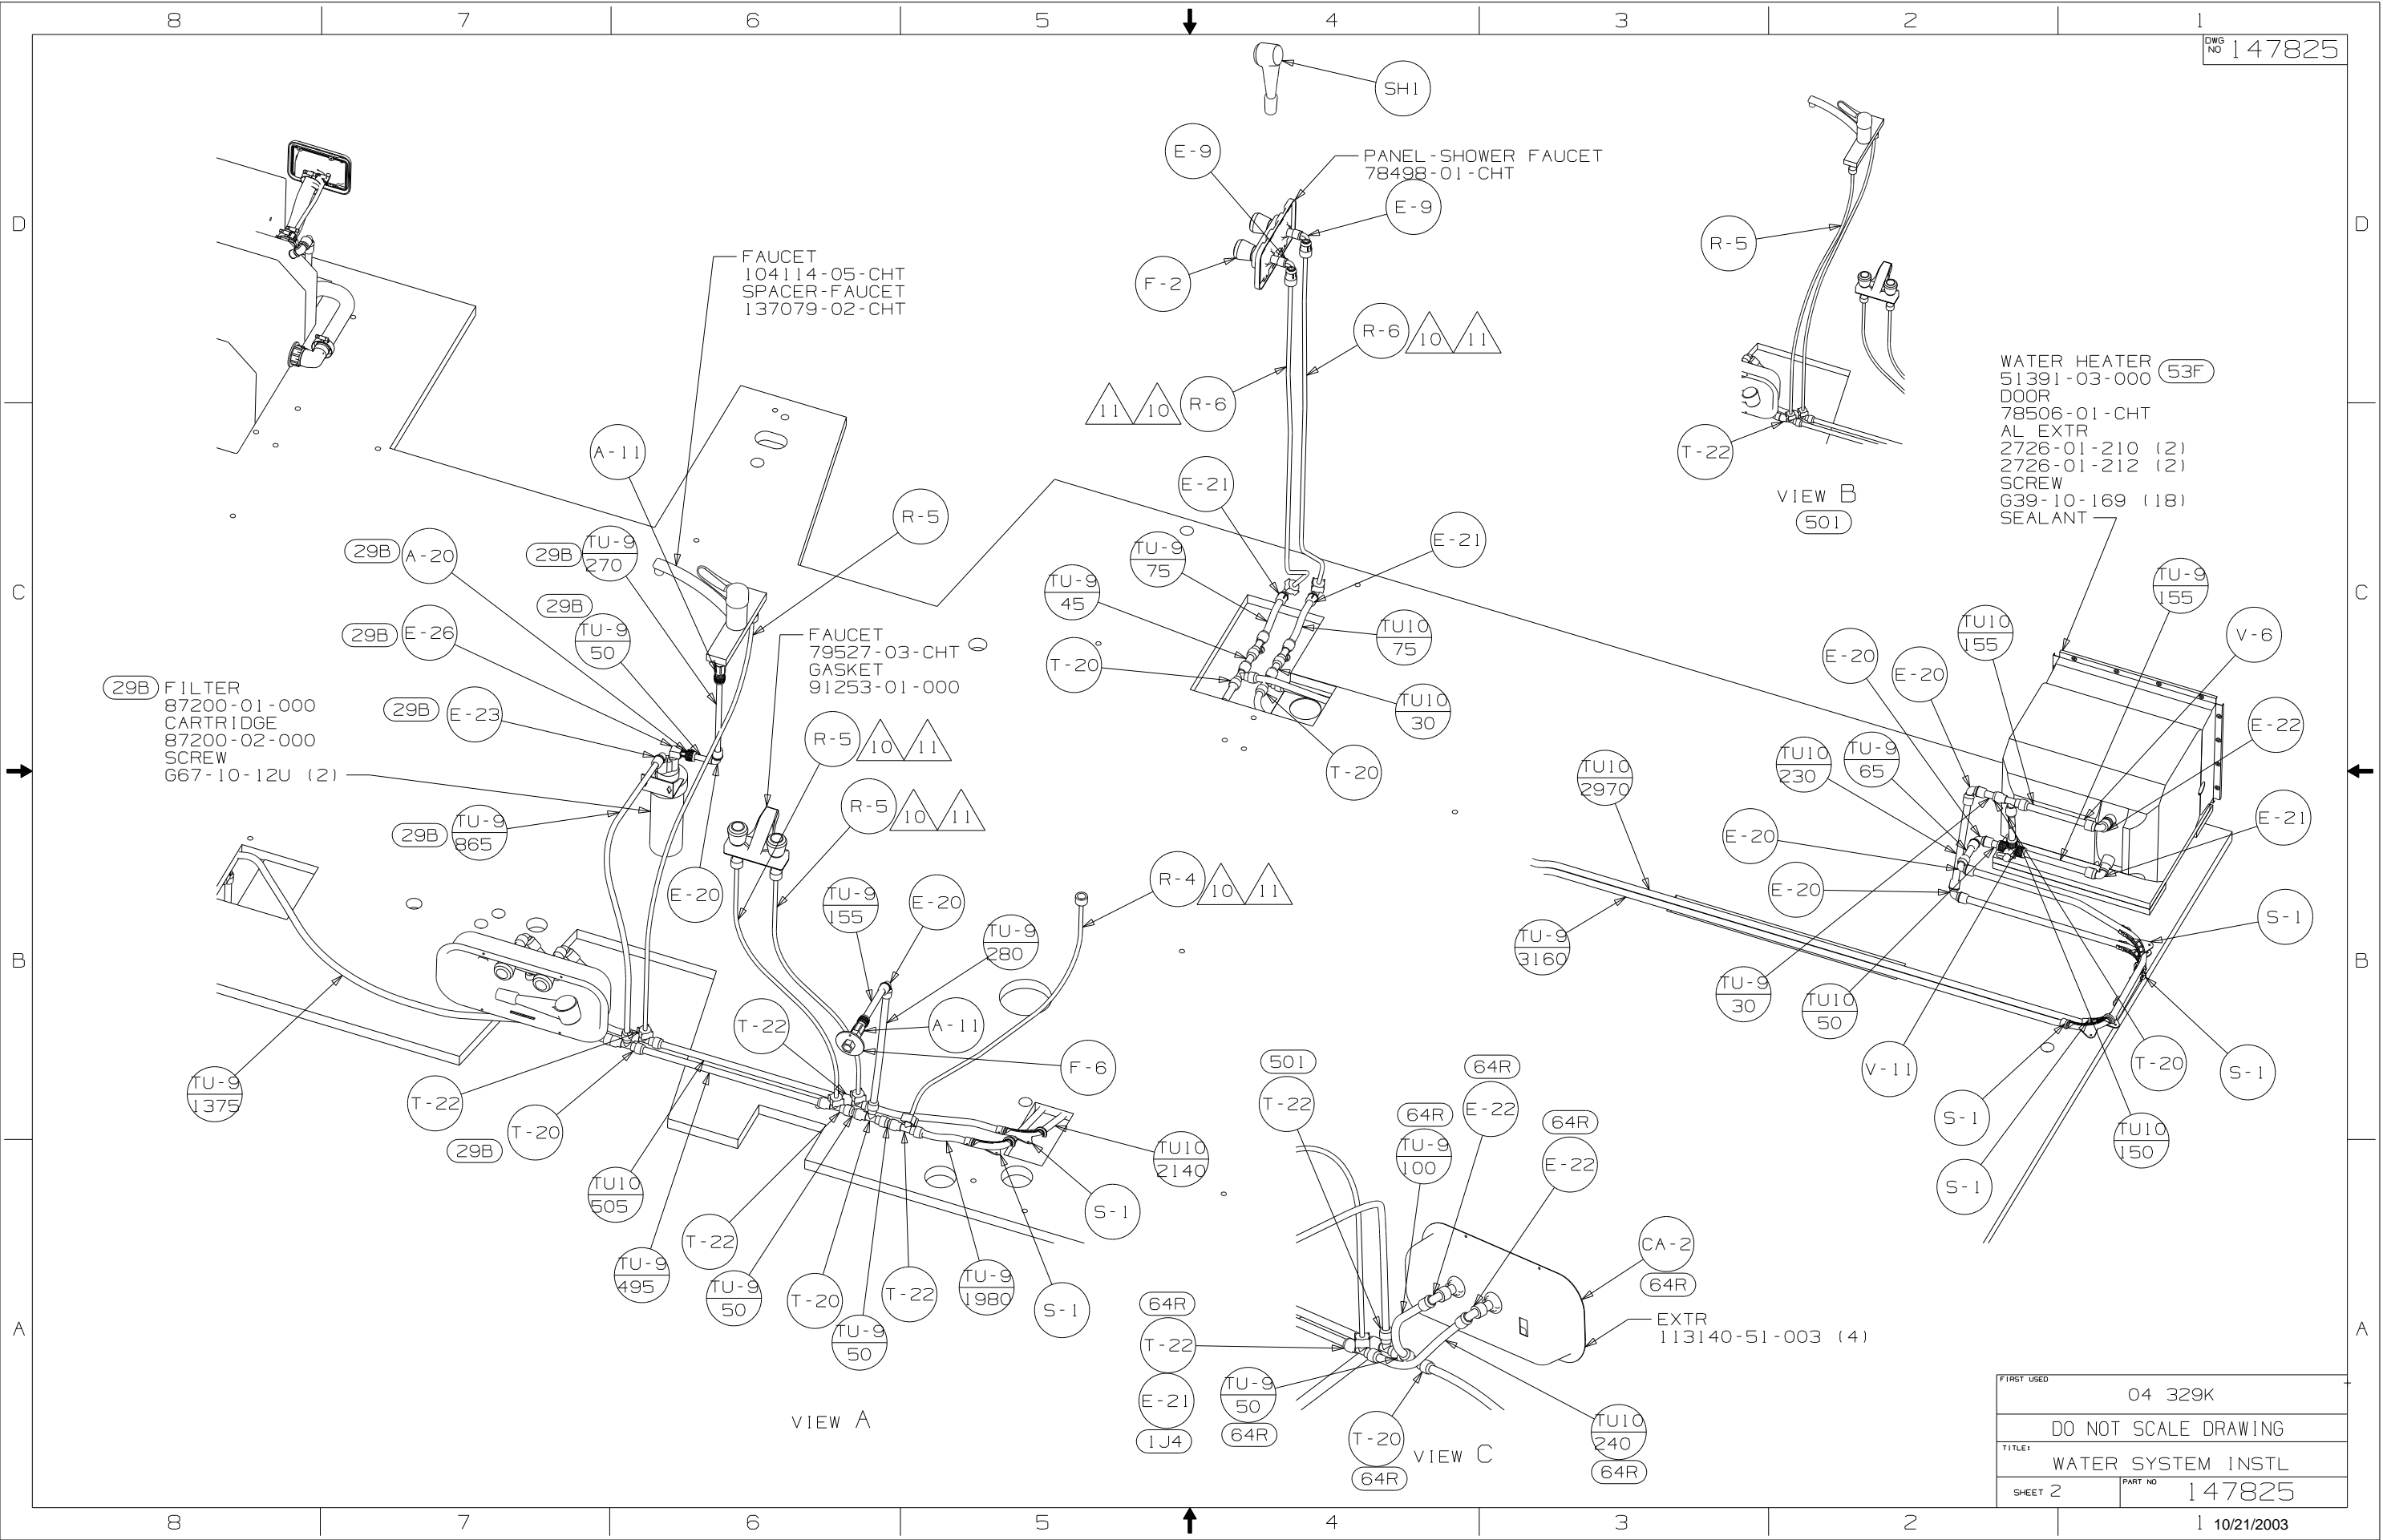 8 7 6 5 4 3 2 1
DWG NO 147825
D
D
C
C
B
B
A
A
SH1
E-9
PANEL-SHOWER FAUCET
78498-01-CHT
E-9
F-2
R-6 10 11
11 10 R-6
FAUCET
104114-05-CHT
SPACER-FAUCET
137079-02-CHT
R-5
T-22
VIEW B
501
WATER HEATER
51391-03-000 53F
DOOR
78506-01-CHT
AL EXTR
2726-01-210 (2)
2726-01-212 (2)
SCREW
G39-10-169 (18)
SEALANT
A-11
R-5
29B A-20
29B TU-9
270
29B
TU-9
50
29B E-26
29B E-23
29B FILTER
87200-01-000
CARTRIDGE
87200-02-000
SCREW
G67-10-12U (2)
29B TU-9
865
E-20
FAUCET
79527-03-CHT
GASKET
91253-01-000
R-5 10 11
R-5 10 11
R-4 10 11
E-21
E-21
TU-9
75
TU-9
45
T-20
TU10
75
TU10
30
T-20
TU-9
155
E-20
TU-9
280
A-11
T-22
F-6
TU-9
1375
T-22
T-20
29B
TU10
505
TU-9
495
T-22
TU-9
50
T-20
TU-9
50
T-22
TU-9
1980
S-1
S-1
TU10
2140
VIEW A
TU-9
155
TU10
155
V-6
E-20
E-20
E-22
TU10
230
TU-9
65
TU10
2970
E-20
E-20
E-21
S-1
TU-9
3160
TU-9
30
TU10
50
V-11
T-20
S-1
S-1
TU10
150
S-1
501
T-22
64R
E-22
64R
TU-9
100
64R
E-22
CA-2
64R
EXTR
113140-51-003 (4)
64R
T-22
E-21
1J4
TU-9
50
64R
T-20
64R
VIEW C
TU10
240
64R
FIRST USED
04 329K
DO NOT SCALE DRAWING
TITLE:
WATER SYSTEM INSTL
SHEET 2
PART NO
147825
8 7 6 5 4 3 2 1
10/21/2003